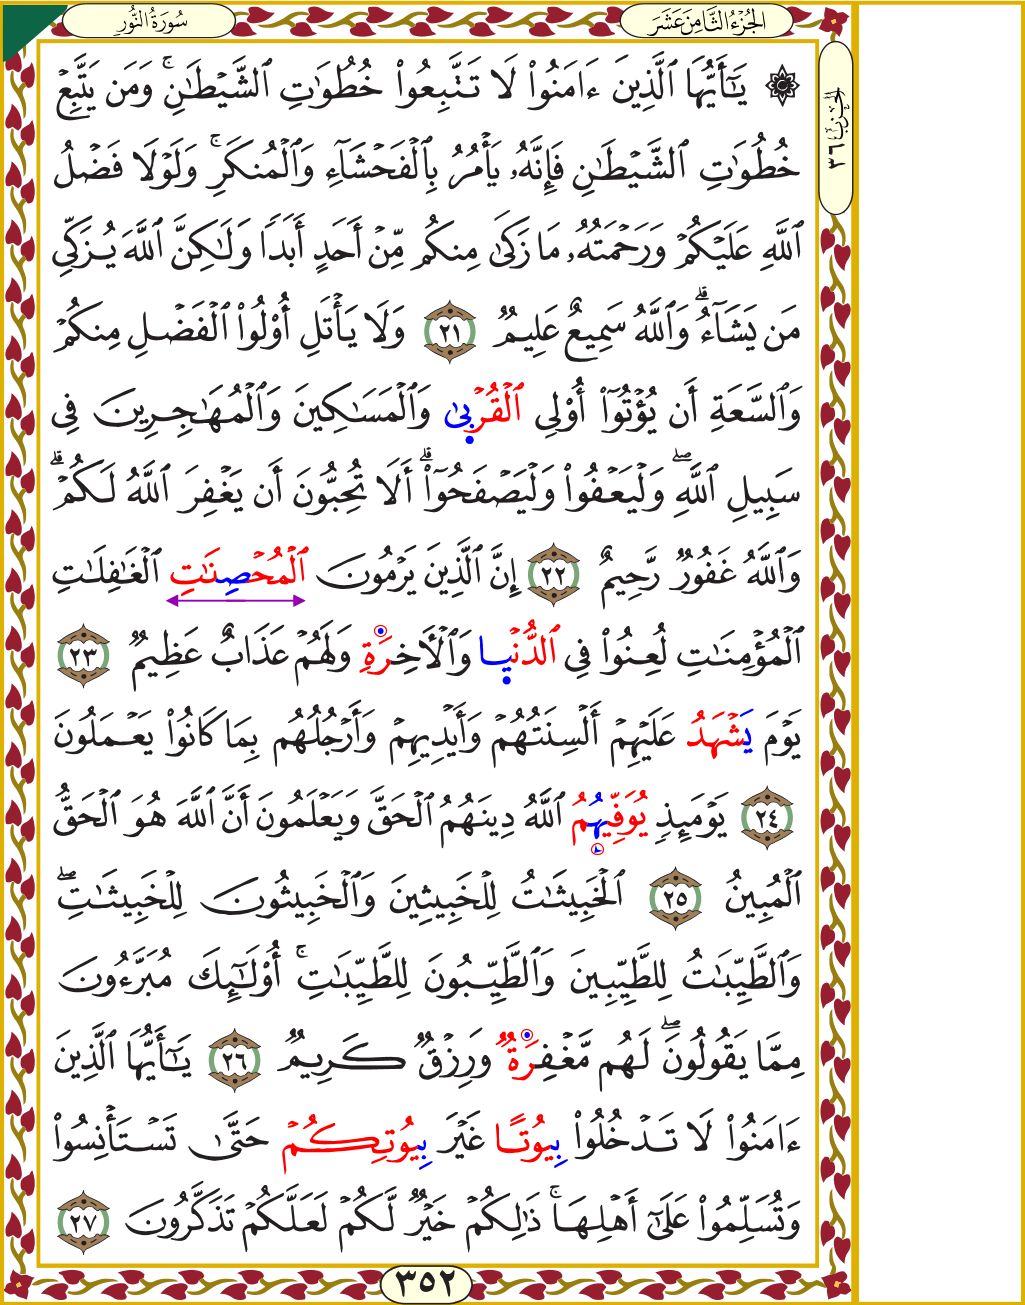 سُورَةُ النُّورِ
الجُزْءُ الثَّامِنَ عَشَرَ
الحِزْب ٣٦
۞ يَـٰٓأَيُّهَا ٱلَّذِينَ ءَامَنُوا۟ لَا تَتَّبِعُوا۟ خُطُوَٰتِ ٱلشَّيْطَـٰنِ ۚ وَمَن يَتَّبِعْ
خُطُوَٰتِ ٱلشَّيْطَـٰنِ فَإِنَّهُۥ يَأْمُرُ بِٱلْفَحْشَآءِ وَٱلْمُنكَرِ ۚ وَلَوْلَا فَضْلُ
ٱللَّهِ عَلَيْكُمْ وَرَحْمَتُهُۥ مَا زَكَىٰ مِنكُم مِّنْ أَحَدٍ أَبَدًا وَلَـٰكِنَّ ٱللَّهَ يُزَكِّى
مَن يَشَآءُ ۗ وَٱللَّهُ سَمِيعٌ عَلِيمٌ ٢١ وَلَا يَأْتَلِ أُو۟لُوا۟ ٱلْفَضْلِ مِنكُمْ
وَٱلسَّعَةِ أَن يُؤْتُوٓا۟ أُو۟لِى ٱلْقُرْبِىٰ وَٱلْمَسَـٰكِينَ وَٱلْمُهَـٰجِرِينَ فِى
سَبِيلِ ٱللَّهِ ۖ وَلْيَعْفُوا۟ وَلْيَصْفَحُوٓا۟ ۗ أَلَا تُحِبُّونَ أَن يَغْفِرَ ٱللَّهُ لَكُمْ ۗ
وَٱللَّهُ غَفُورٌ رَّحِيمٌ ٢٢ إِنَّ ٱلَّذِينَ يَرْمُونَ ٱلْمُحْصِنَـٰتِ ٱلْغَـٰفِلَـٰتِ
ٱلْمُؤْمِنَـٰتِ لُعِنُوا۟ فِى ٱلدُّنْيـا وَٱلْـَٔاخِرَةِ وَلَهُمْ عَذَابٌ عَظِيمٌ ٢٣
يَوْمَ يَشْهَدُ عَلَيْهِمْ أَلْسِنَتُهُمْ وَأَيْدِيهِمْ وَأَرْجُلُهُم بِمَا كَانُوا۟ يَعْمَلُونَ
٢٤ يَوْمَئِذٍ يُوَفِّيهُمُ ٱللَّهُ دِينَهُمُ ٱلْحَقَّ وَيَعْلَمُونَ أَنَّ ٱللَّهَ هُوَ ٱلْحَقُّ
ٱلْمُبِينُ ٢٥ ٱلْخَبِيثَـٰتُ لِلْخَبِيثِينَ وَٱلْخَبِيثُونَ لِلْخَبِيثَـٰتِ ۖ
وَٱلطَّيِّبَـٰتُ لِلطَّيِّبِينَ وَٱلطَّيِّبُونَ لِلطَّيِّبَـٰتِ ۚ أُو۟لَـٰٓئِكَ مُبَرَّءُونَ
مِمَّا يَقُولُونَ ۖ لَهُم مَّغْفِرَةٌ وَرِزْقٌ كَرِيمٌ ٢٦ يَـٰٓأَيُّهَا ٱلَّذِينَ
ءَامَنُوا۟ لَا تَدْخُلُوا۟ بِيُوتًا غَيْرَ بِيُوتِكُمْ حَتَّىٰ تَسْتَأْنِسُوا۟
وَتُسَلِّمُوا۟ عَلَىٰٓ أَهْلِهَا ۚ ذَٰلِكُمْ خَيْرٌ لَّكُمْ لَعَلَّكُمْ تَذَكَّرُونَ ٢٧
٣٥٢